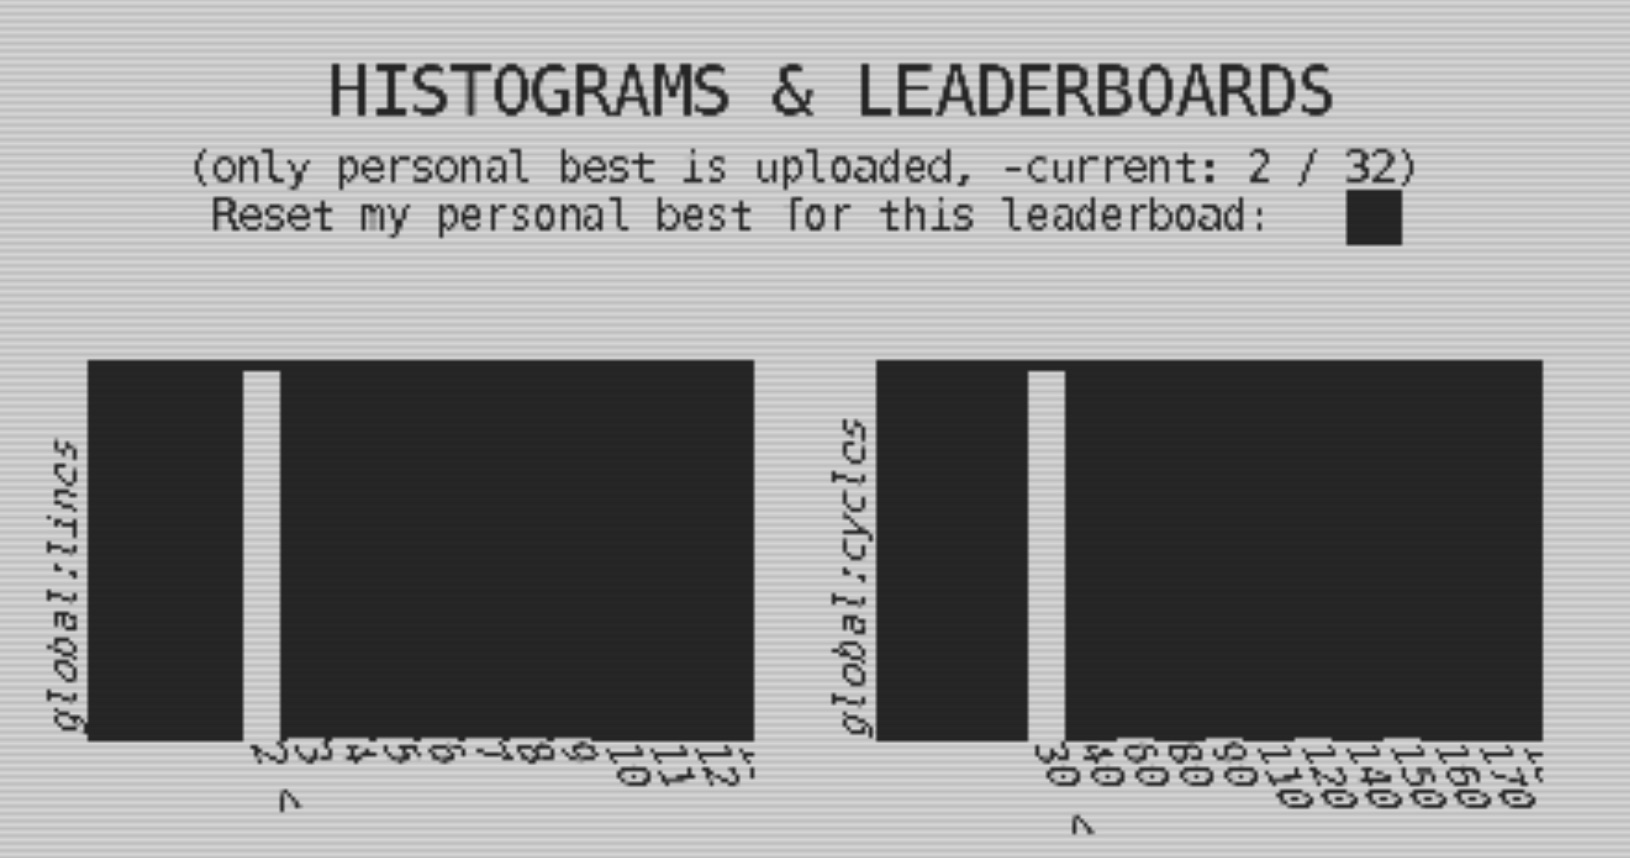 HISTOGRAMS & LEADERBOARDS
(only personal best is uploaded, -current: 2 / 32)
Reset my personal best for this leaderboad:
global:lines
2 3 4 5 6 7 8 9 10 11 12
^
global:cycles
30 40 60 80 90 110 120 140 150 160 170
^